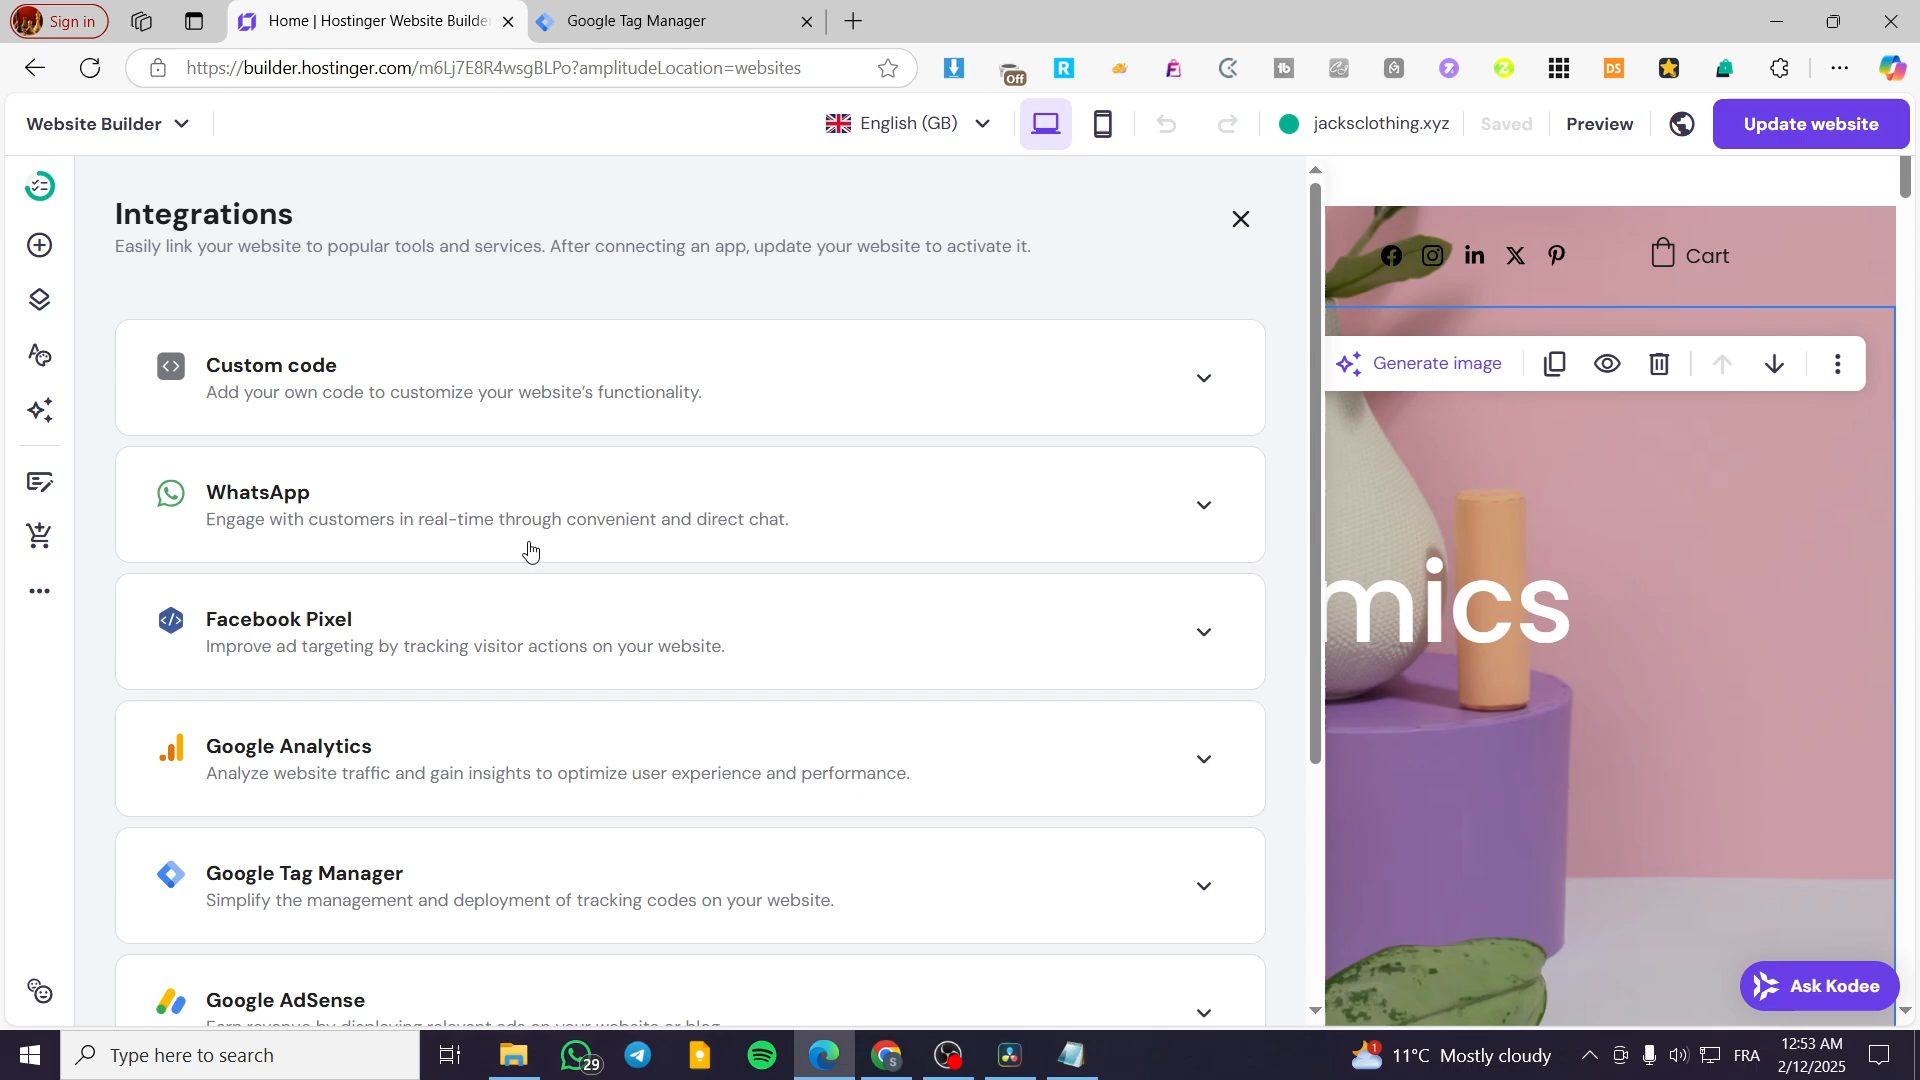 Sign in
Home | Hostinger Website Builde
Google Tag Manager
https://builder.hostinger.com/m6Lj7E8R4wsgBLPo?amplitudeLocation=websites
Off
Website Builder
English (GB)
jacksclothing.xyz
Saved
Preview
Update website
Integrations
Easily link your website to popular tools and services. After connecting an app, update your website to activate it.
Cart
Custom code
Add your own code to customize your website's functionality.
Generate image
WhatsApp
Engage with customers in real-time through convenient and direct chat.
mics
Facebook Pixel
Improve ad targeting by tracking visitor actions on your website.
Google Analytics
Analyze website traffic and gain insights to optimize user experience and performance.
Google Tag Manager
Simplify the management and deployment of tracking codes on your website.
Google AdSense
Earn revenue by displaying relevant ads on your website or blog.
Ask Kodee
Type here to search
29
11°C Mostly cloudy
FRA
12:53 AM
2/12/2025